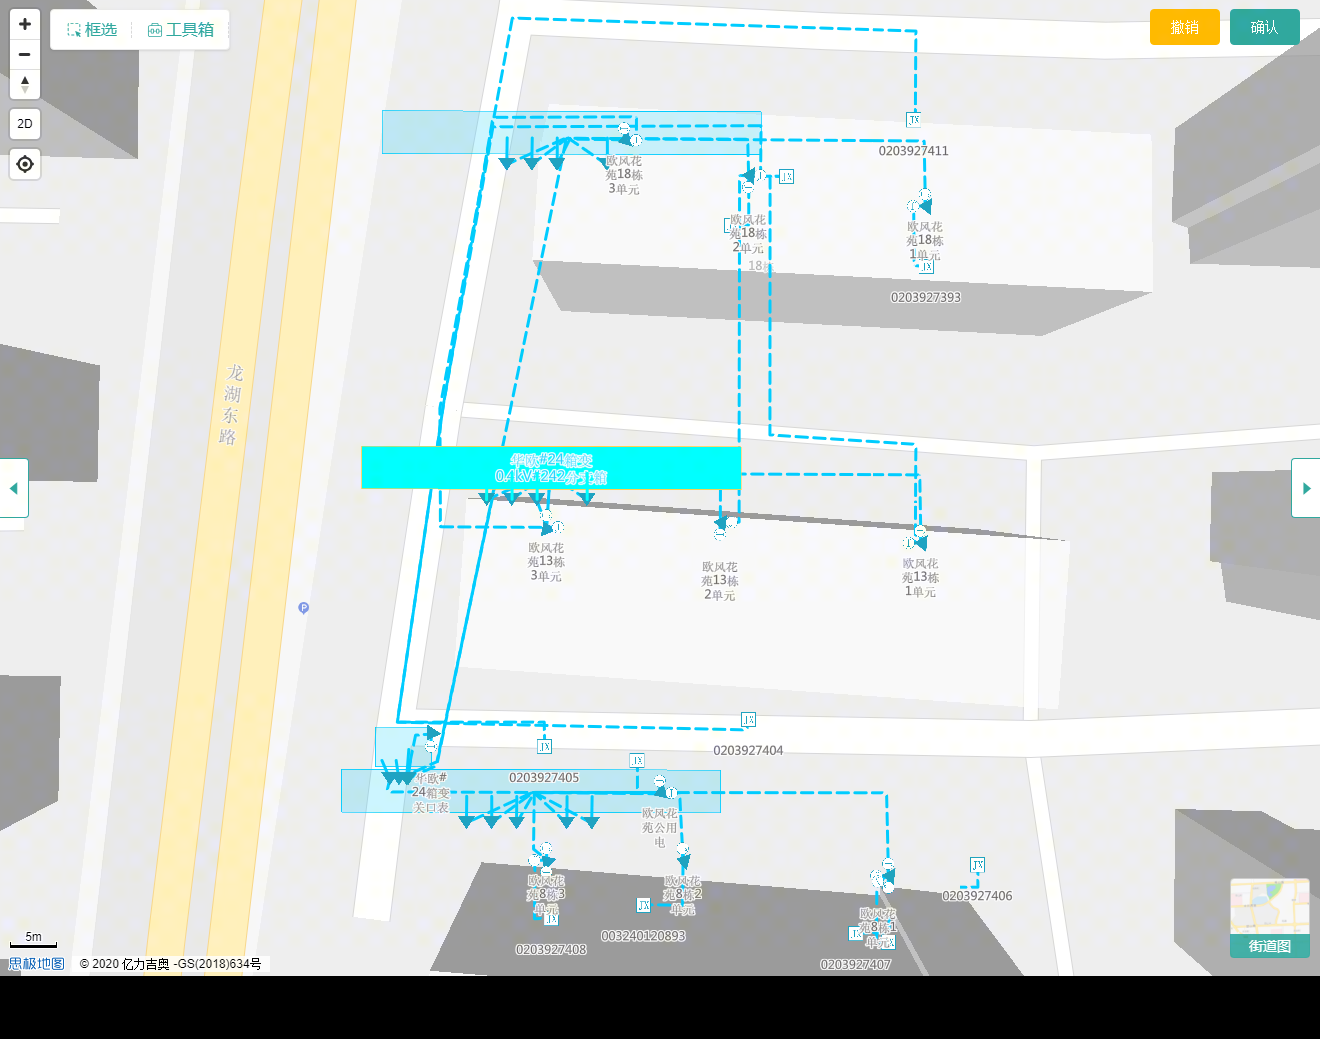 +
框选 工具箱
撤销 确认
−
2D
JX
0203927411
欧风花
苑18栋
3单元
JX
欧风花
苑18栋
2单元
欧风花
苑18栋
1单元
JX
0203927393
龙湖东路
华欧#24箱变
0.4kV#242分支箱
欧风花
苑13栋
3单元
欧风花
苑13栋
2单元
欧风花
苑13栋
1单元
P
JX
0203927404
JX
0203927405
JX
华欧#
24箱变
关口表
欧风花
苑公用
电
欧风花
苑8栋3
单元
JX
0203927408
欧风花
苑8栋2
单元
JX
003240120893
欧风花
苑8栋1
单元
JX
0203927407
JX
0203927406
5m
思极地图 © 2020 亿力吉奥 -GS(2018)634号
街道图